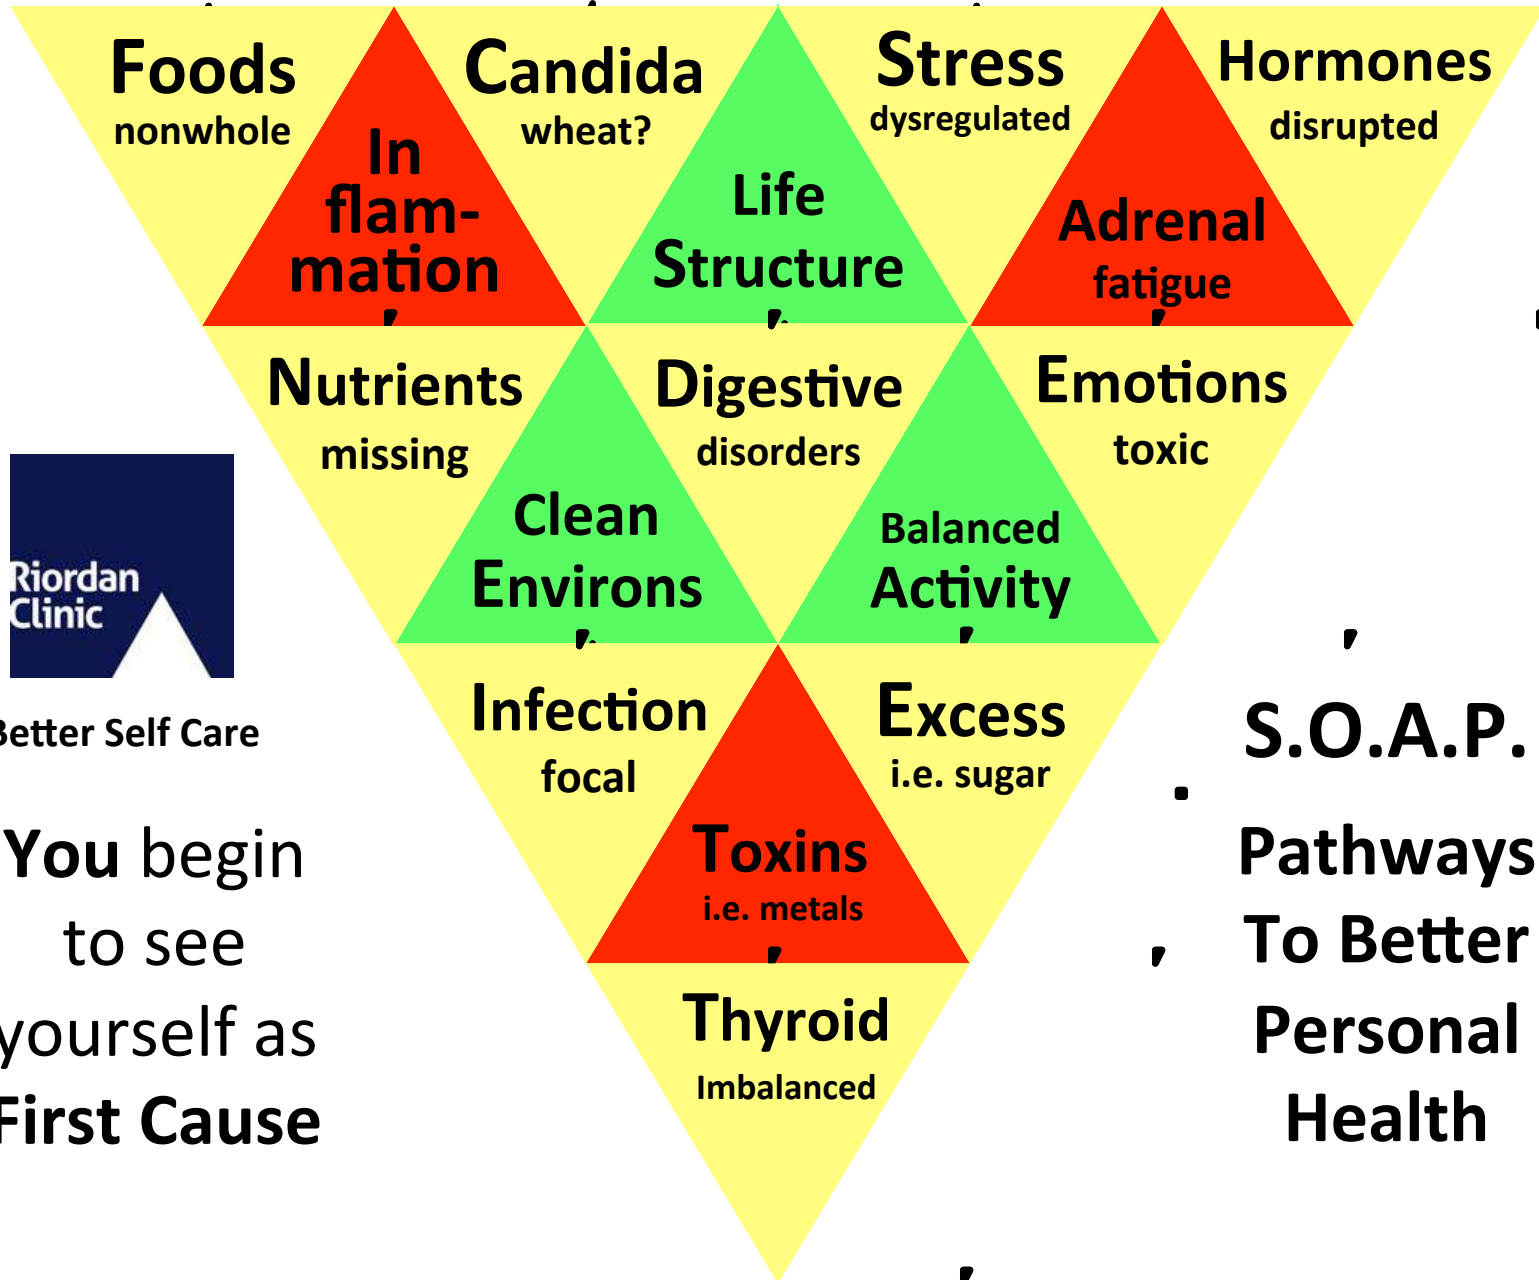 Foods
nonwhole
In
flam-
mation
Candida
wheat?
Life
Structure
Stress
dysregulated
Adrenal
fatigue
Hormones
disrupted
Nutrients
missing
Clean
Environs
Digestive
disorders
Balanced
Activity
Emotions
toxic
Infection
focal
Toxins
i.e. metals
Excess
i.e. sugar
Thyroid
Imbalanced
Riordan
Clinic
Better Self Care
You begin
to see
yourself as
First Cause
S.O.A.P.
Pathways
To Better
Personal
Health